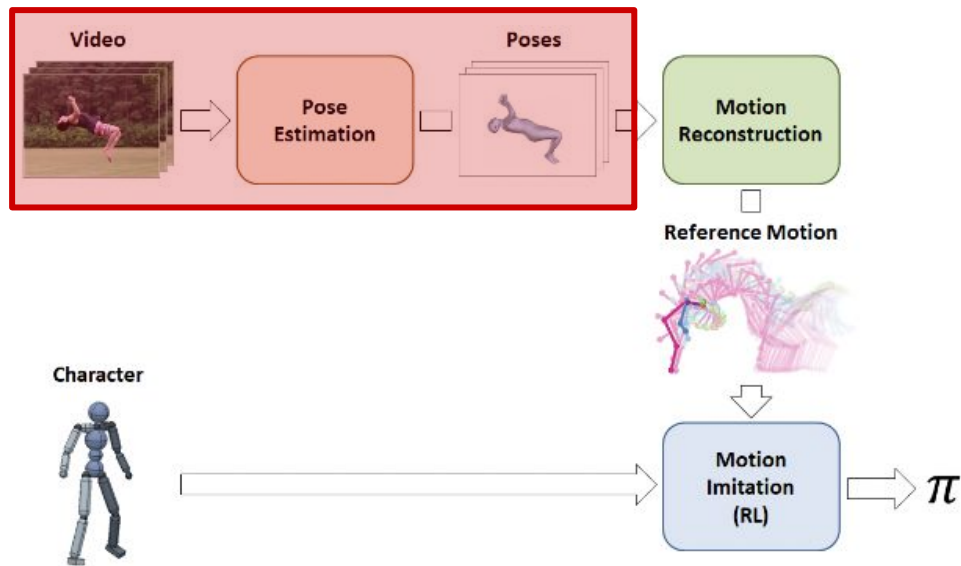 Video
Poses
Pose
Estimation
Motion
Reconstruction
Reference Motion
Character
Motion
Imitation
(RL)
π